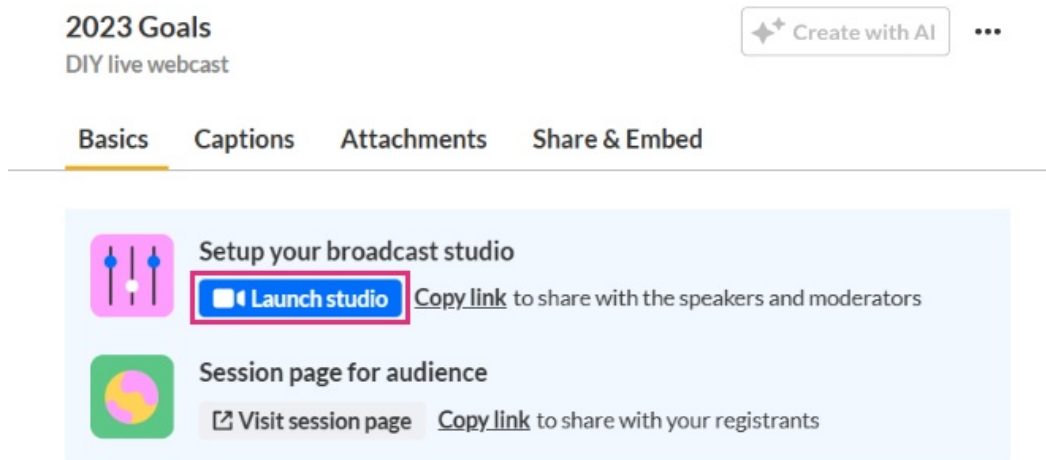 2023 Goals
Create with AI
DIY live webcast
Basics Captions Attachments Share & Embed
Setup your broadcast studio
Launch studio Copy link to share with the speakers and moderators
Session page for audience
Visit session page Copy link to share with your registrants